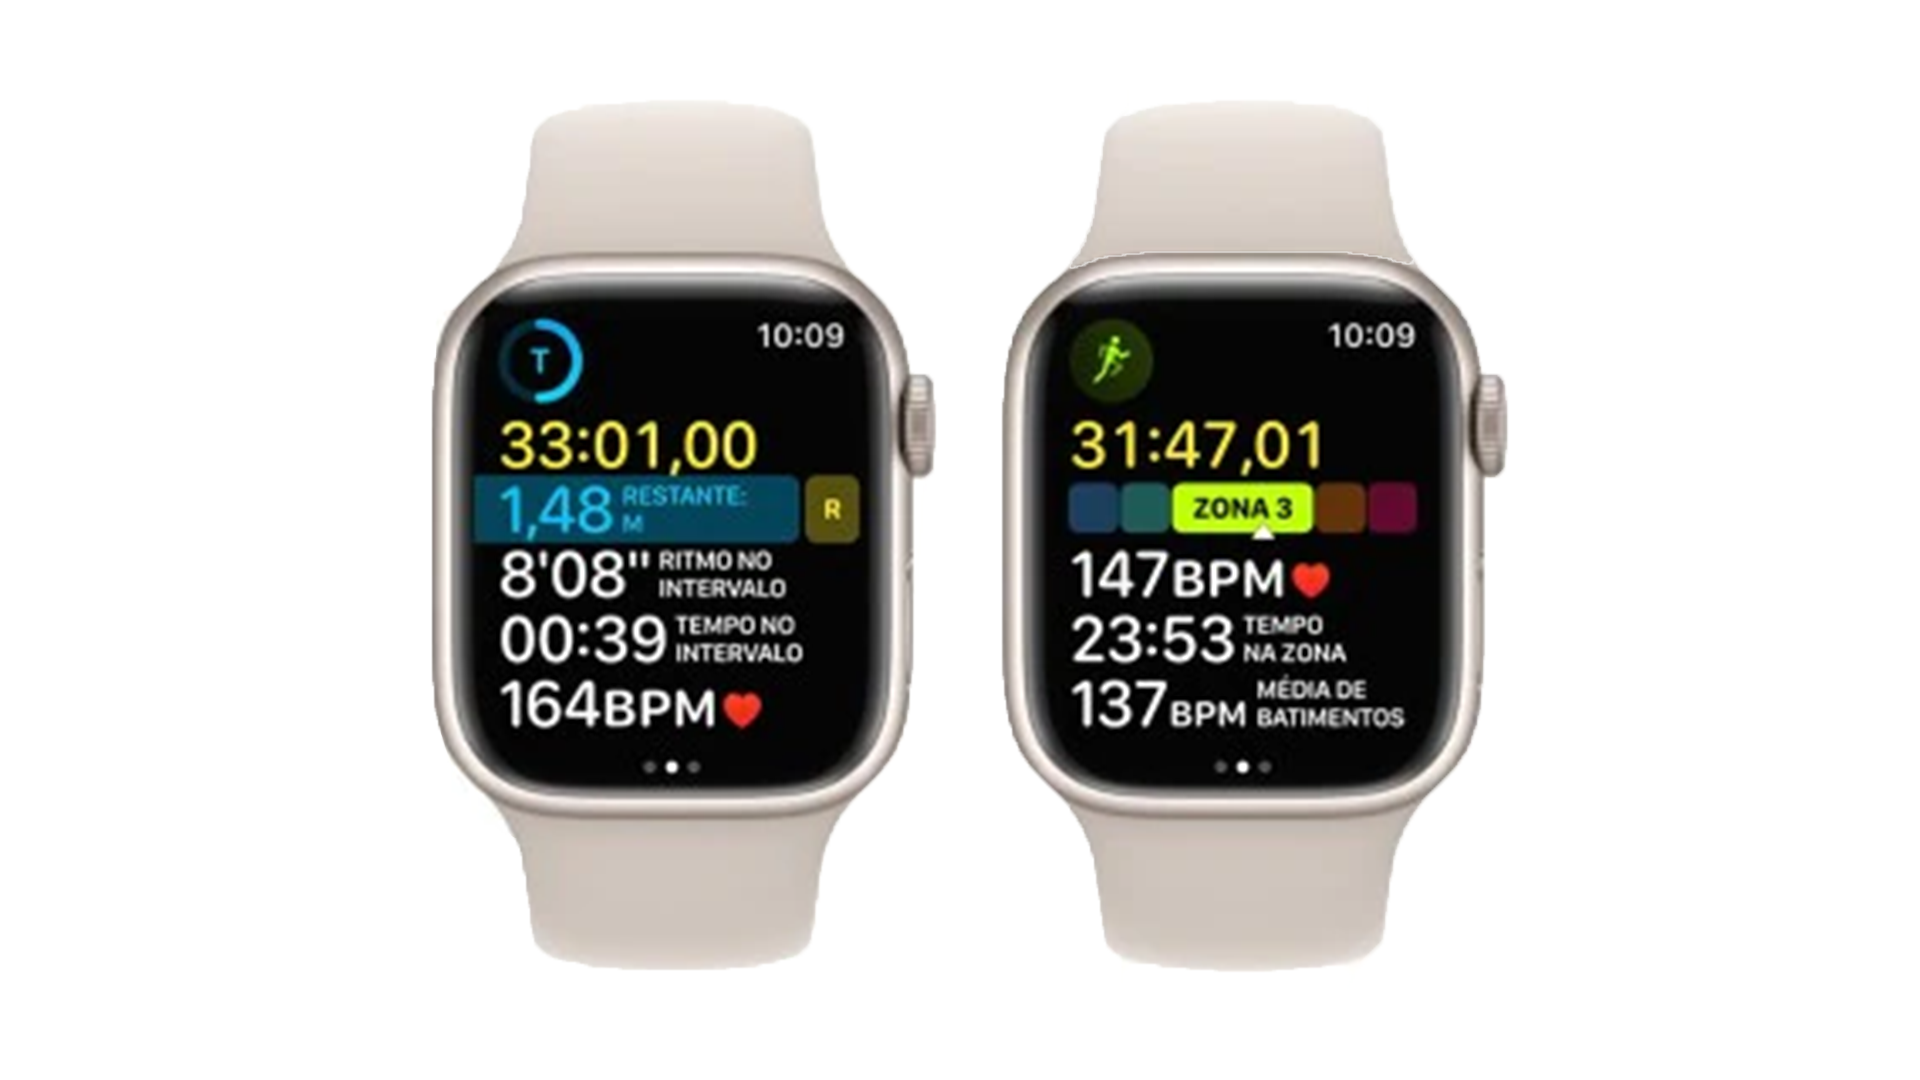 10:09
T
33:01,00
1,48 RESTANTE:
M
R
8'08" RITMO NO
INTERVALO
00:39 TEMPO NO
INTERVALO
164BPM
10:09
31:47,01
ZONA 3
147BPM
23:53 TEMPO
NA ZONA
137BPM MÉDIA DE
BATIMENTOS